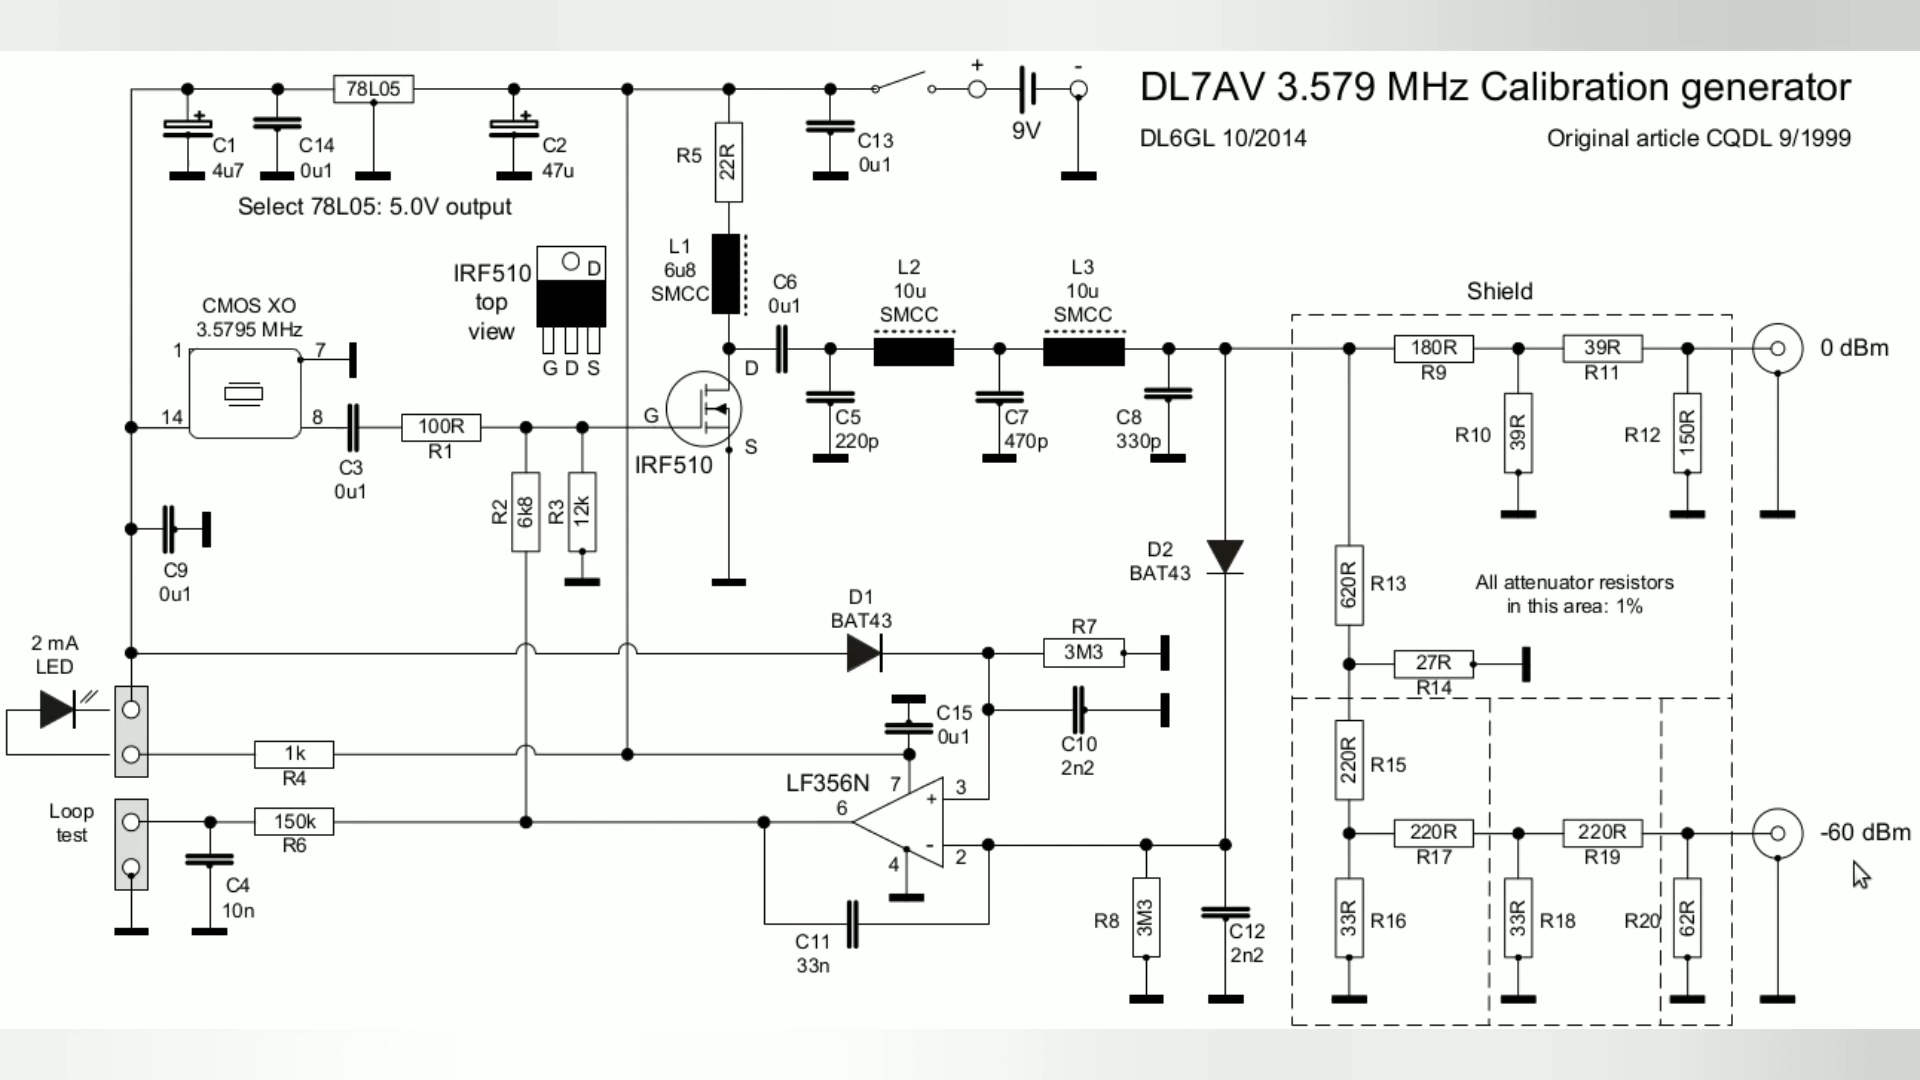 DL7AV 3.579 MHz Calibration generator
DL6GL 10/2014
Original article CQDL 9/1999
78L05
+
C1
4u7
C14
0u1
+
C2
47u
Select 78L05: 5.0V output
R5
22R
C13
0u1
+
-
9V
IRF510
top
view
D
G D S
L1
6u8
SMCC
C6
0u1
L2
10u
SMCC
L3
10u
SMCC
Shield
CMOS XO
3.5795 MHz
1
7
14
8
C3
0u1
100R
R1
G
D
S
IRF510
C5
220p
C7
470p
C8
330p
180R
R9
39R
R11
0 dBm
R10
39R
R12
150R
R2
6k8
R3
12k
C9
0u1
D2
BAT43
620R
R13
All attenuator resistors
in this area: 1%
D1
BAT43
R7
3M3
27R
R14
2 mA
LED
C15
0u1
C10
2n2
1k
R4
LF356N
7
6
3
+
-
2
4
220R
R15
Loop
test
150k
R6
220R
R17
220R
R19
-60 dBm
C4
10n
C11
33n
R8
3M3
C12
2n2
33R
R16
33R
R18
R20
62R